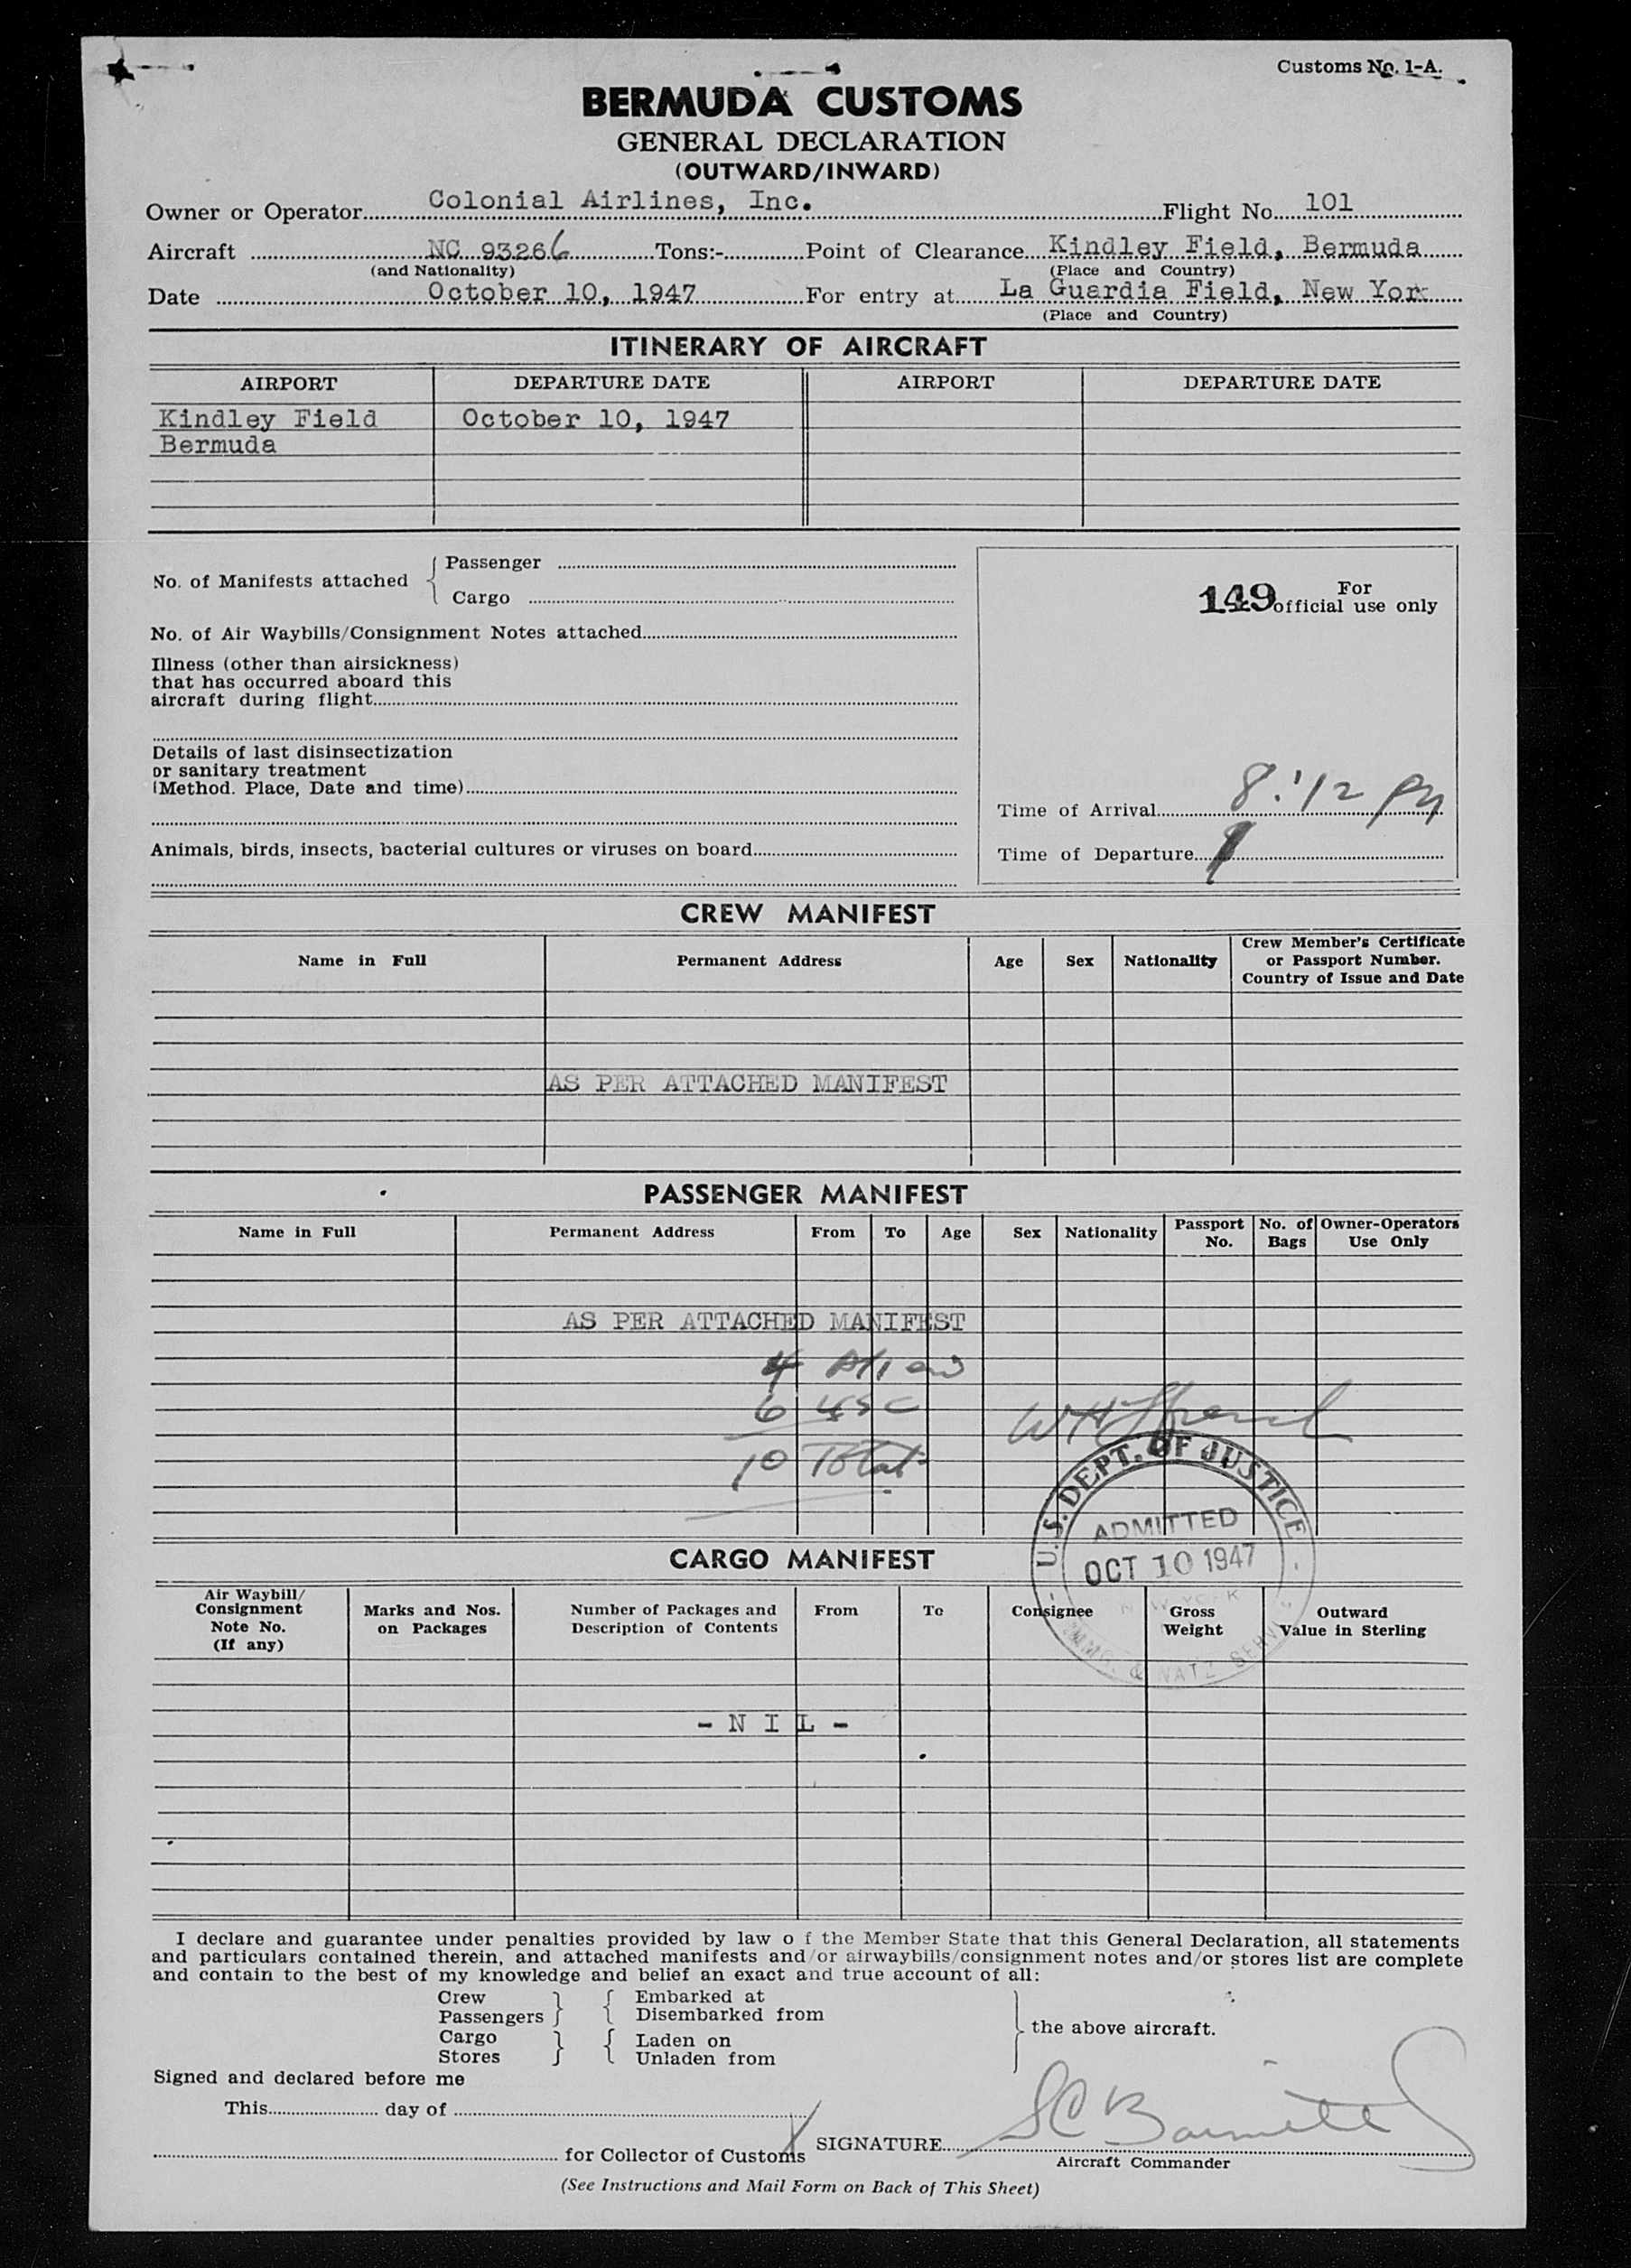 Customs No. 1-A.
BERMUDA CUSTOMS
GENERAL DECLARATION
(OUTWARD/INWARD)
Owner or Operator Colonial Airlines, Inc. Flight No. 101
Aircraft NC 93266 Tons:- Point of Clearance Kindley Field, Bermuda
(and Nationality) (Place and Country)
Date October 10, 1947 For entry at La Guardia Field, New York
(Place and Country)
ITINERARY OF AIRCRAFT
AIRPORT DEPARTURE DATE AIRPORT DEPARTURE DATE
Kindley Field October 10, 1947
Bermuda
No. of Manifests attached { Passenger
Cargo
149 For
official use only
No. of Air Waybills/Consignment Notes attached
Illness (other than airsickness)
that has occurred aboard this
aircraft during flight
Details of last disinsectization
or sanitary treatment
(Method. Place, Date and time)
Time of Arrival 8:12 PM
Animals, birds, insects, bacterial cultures or viruses on board
Time of Departure
CREW MANIFEST
Name in Full Permanent Address Age Sex Nationality Crew Member's Certificate
or Passport Number.
Country of Issue and Date
AS PER ATTACHED MANIFEST
PASSENGER MANIFEST
Name in Full Permanent Address From To Age Sex Nationality Passport No. No. of Bags Owner-Operators Use Only
AS PER ATTACHED MANIFEST
4 Alien
6 USC
10 Total
U.S. DEPT. OF JUSTICE
ADMITTED
OCT 10 1947
NEW YORK
IMMG. & NATZ. SERV.
CARGO MANIFEST
Air Waybill/
Consignment
Note No.
(If any)
Marks and Nos.
on Packages
Number of Packages and
Description of Contents
From To Consignee
Gross
Weight
Outward
Value in Sterling
- N I L -
I declare and guarantee under penalties provided by law o f the Member State that this General Declaration, all statements
and particulars contained therein, and attached manifests and/or airwaybills/consignment notes and/or stores list are complete
and contain to the best of my knowledge and belief an exact and true account of all:
Crew Embarked at
Passengers } { Disembarked from
the above aircraft.
Cargo Laden on
Stores } { Unladen from
Signed and declared before me
This day of
for Collector of Customs
SIGNATURE
Aircraft Commander
(See Instructions and Mail Form on Back of This Sheet)